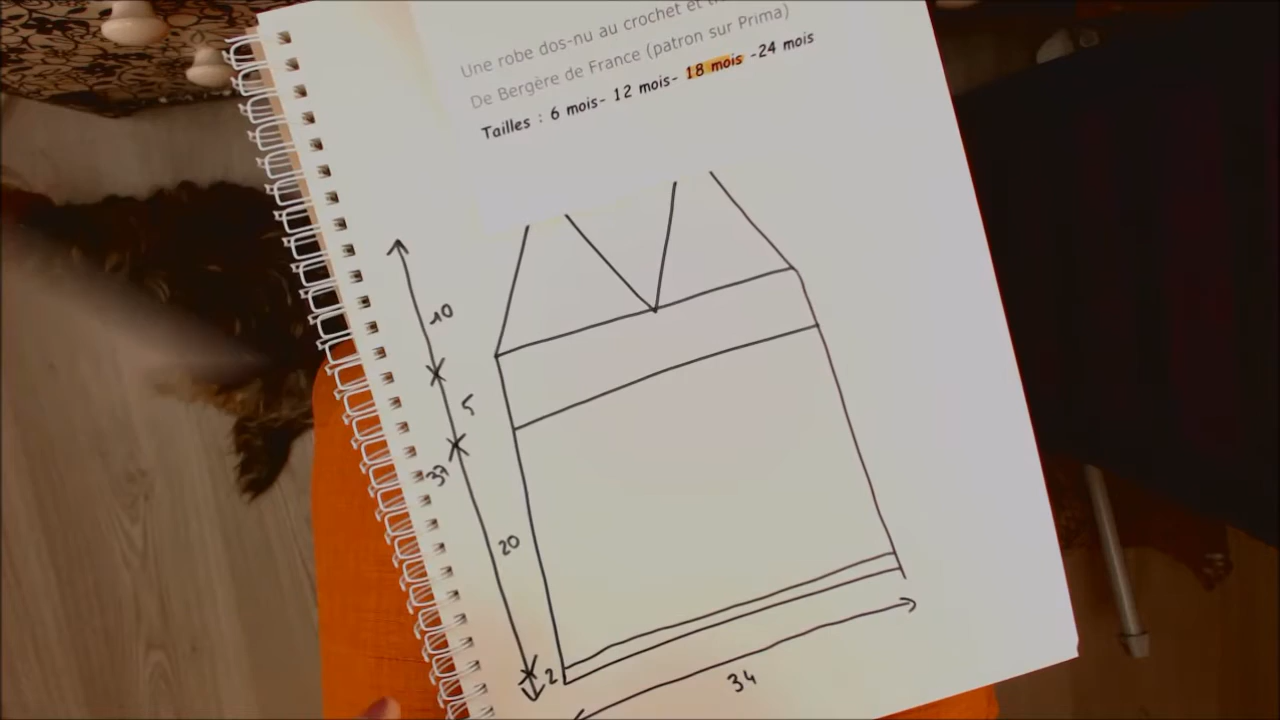 Une robe dos-nu au crochet et
De Bergère de France (patron sur Prima)
Tailles : 6 mois- 12 mois- 18 mois -24 mois
10
5
37
20
2
34